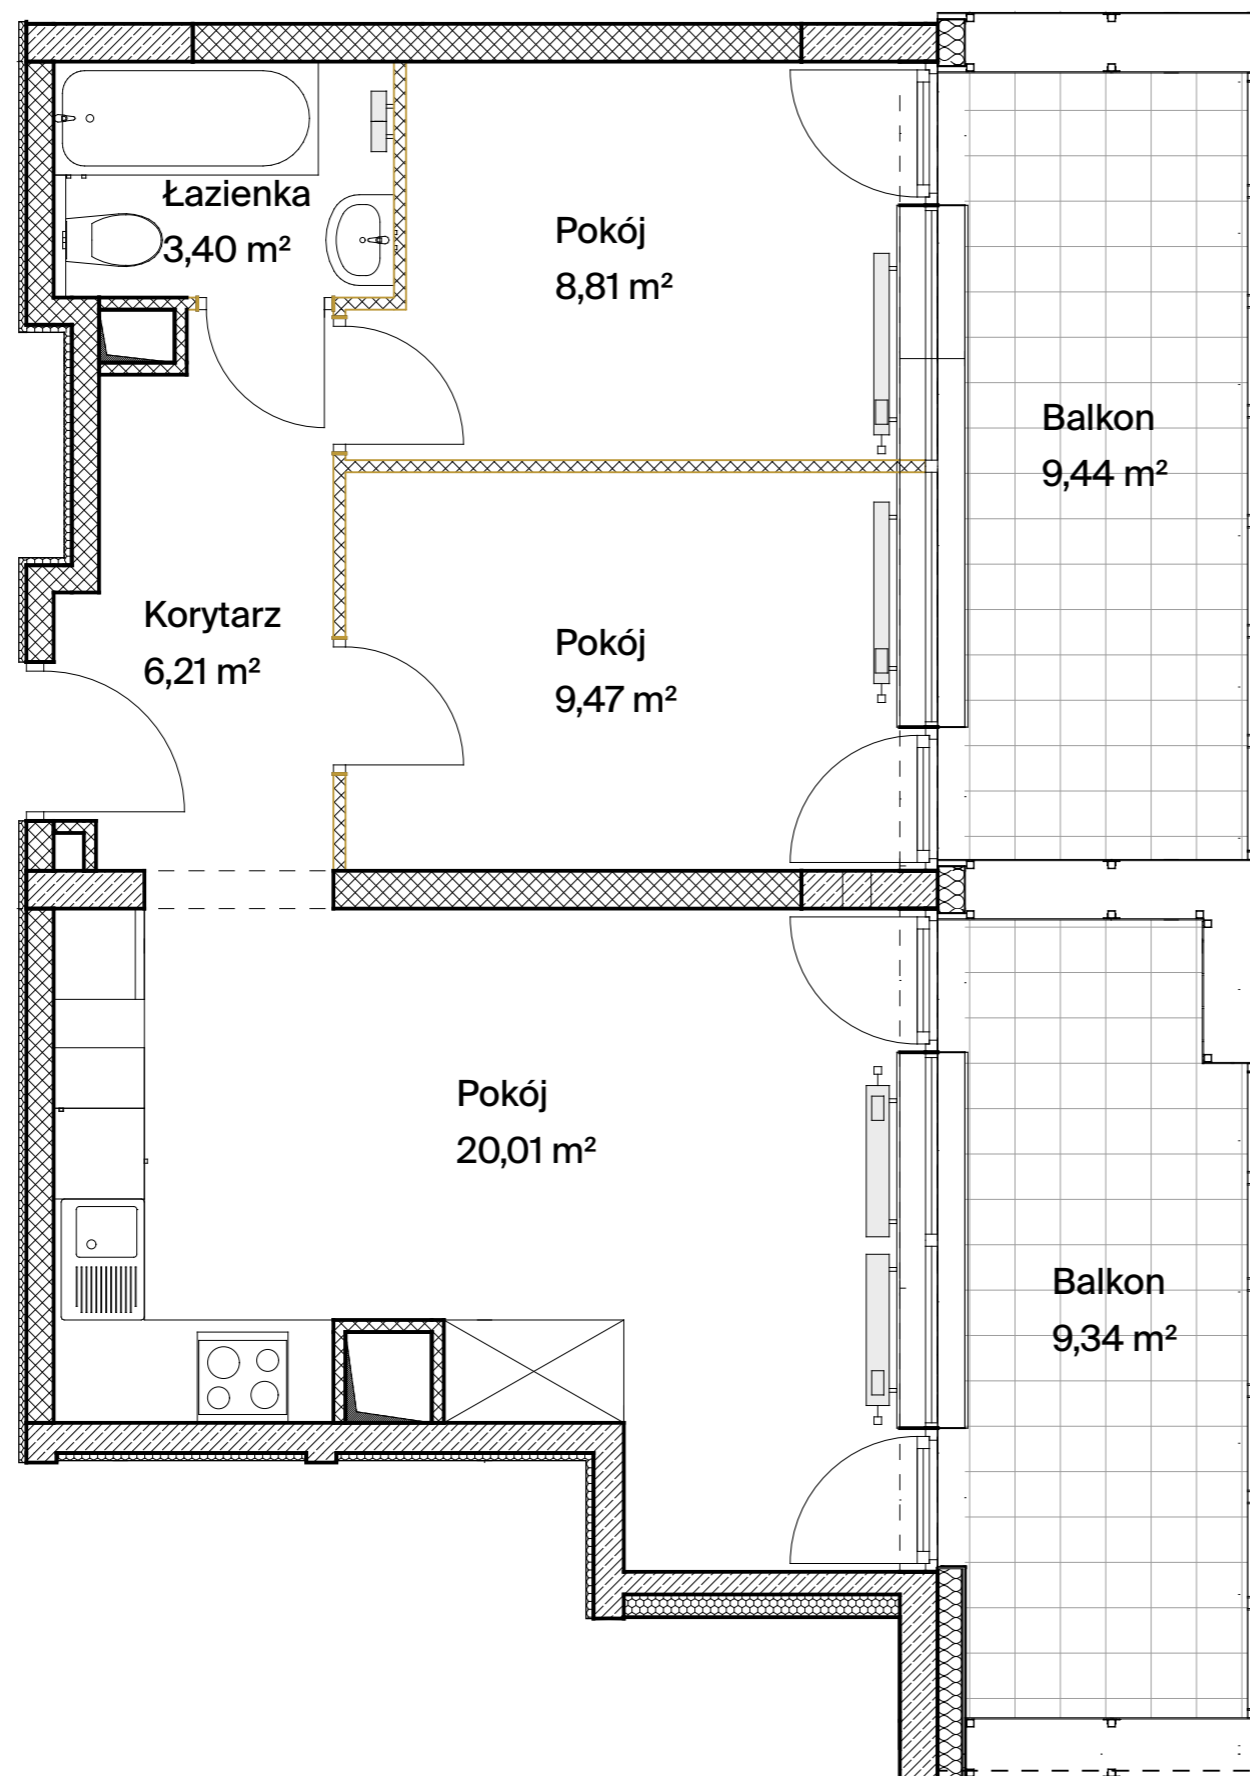 Łazienka
3,40 m²
Pokój
8,81 m²
Balkon
9,44 m²
Korytarz
6,21 m²
Pokój
9,47 m²
Pokój
20,01 m²
Balkon
9,34 m²